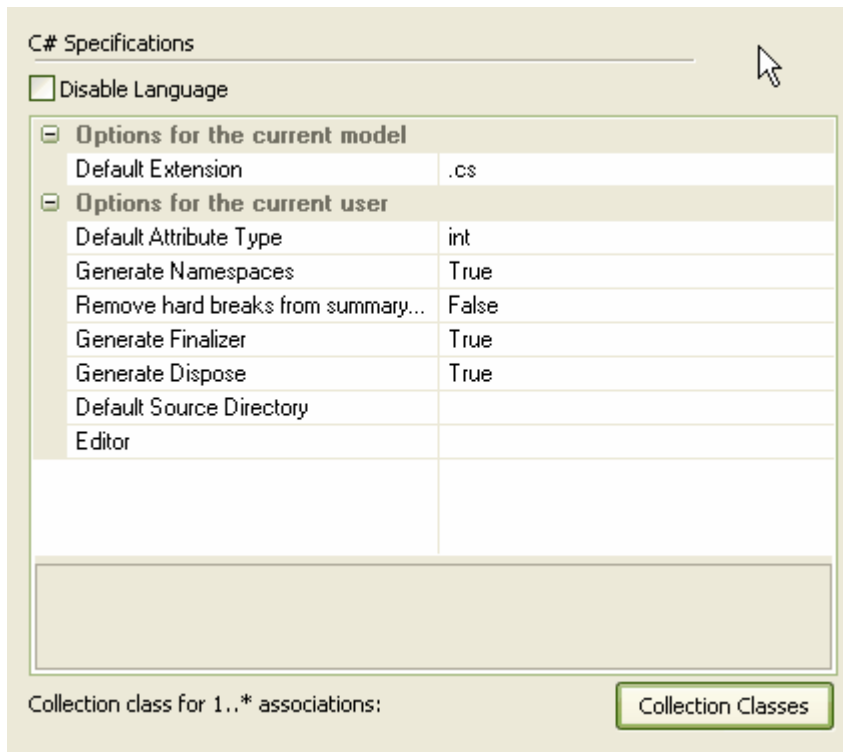 C# Specifications
Disable Language
Options for the current model
Default Extension .cs
Options for the current user
Default Attribute Type int
Generate Namespaces True
Remove hard breaks from summary... False
Generate Finalizer True
Generate Dispose True
Default Source Directory
Editor
Collection class for 1..* associations: Collection Classes